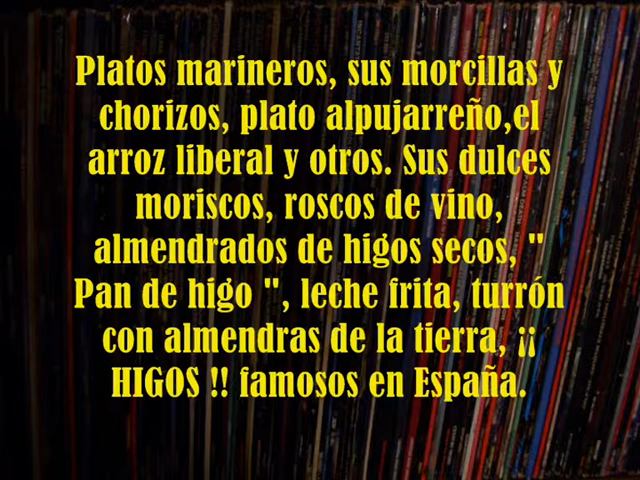 Platos marineros, sus morcillas y
chorizos, plato alpujarreño,el
arroz liberal y otros. Sus dulces
moriscos, roscos de vino,
almendrados de higos secos, "
Pan de higo ", leche frita, turrón
con almendras de la tierra, ¡¡
HIGOS !! famosos en España.